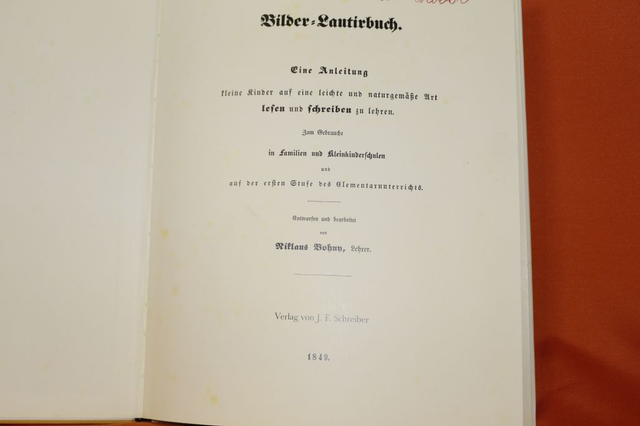 Bilder-Lautirbuch.
Eine Anleitung
kleine Kinder auf eine leichte und naturgemäße Art
lesen und schreiben zu lehren.
Zum Gebrauche
in Familien und Kleinkinderschulen
und
auf der ersten Stufe des Elementarunterrichts.
Entworfen und bearbeitet
von
Niklaus Bohny, Lehrer.
Verlag von J. F. Schreiber
1849.